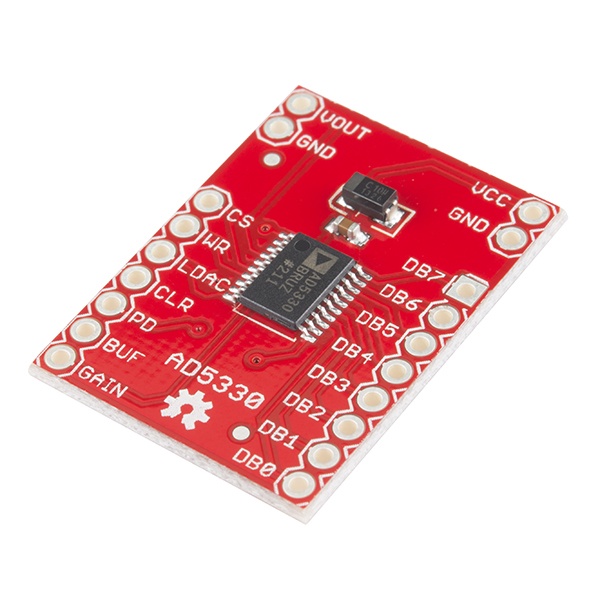 VOUT
GND
VCC
GND
CS
WR
LDAC
CLR
PD
BUF
GAIN
C10W
AD5330
BRUZ
#211
DB7
DB6
DB5
DB4
DB3
DB2
DB1
DB0
AD5330